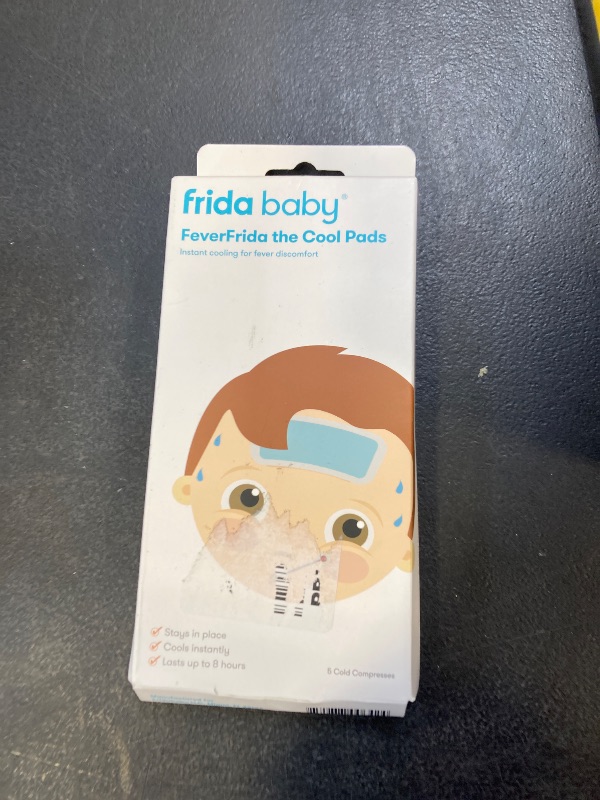 frida baby®
FeverFrida the Cool Pads
Instant cooling for fever discomfort
Stays in place
Cools instantly
Lasts up to 8 hours
5 Cold Compresses